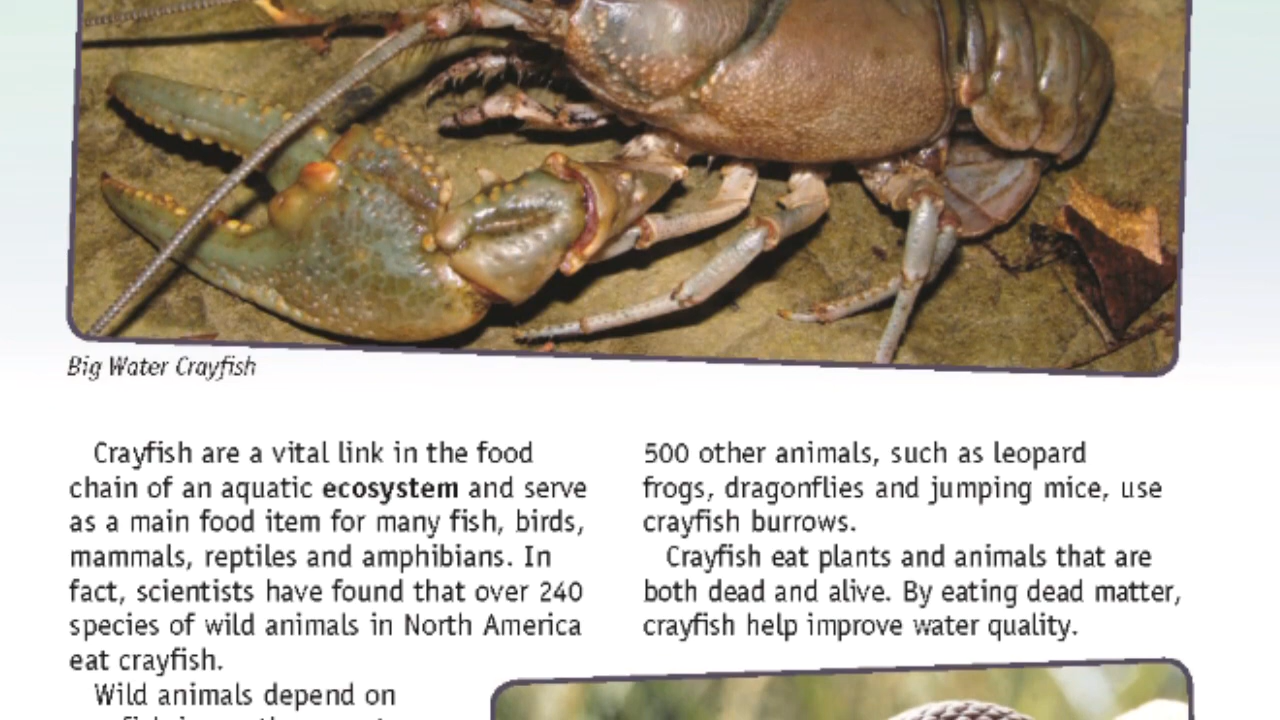 Big Water Crayfish
Crayfish are a vital link in the food
chain of an aquatic ecosystem and serve
as a main food item for many fish, birds,
mammals, reptiles and amphibians. In
fact, scientists have found that over 240
species of wild animals in North America
eat crayfish.
Wild animals depend on
500 other animals, such as leopard
frogs, dragonflies and jumping mice, use
crayfish burrows.
Crayfish eat plants and animals that are
both dead and alive. By eating dead matter,
crayfish help improve water quality.